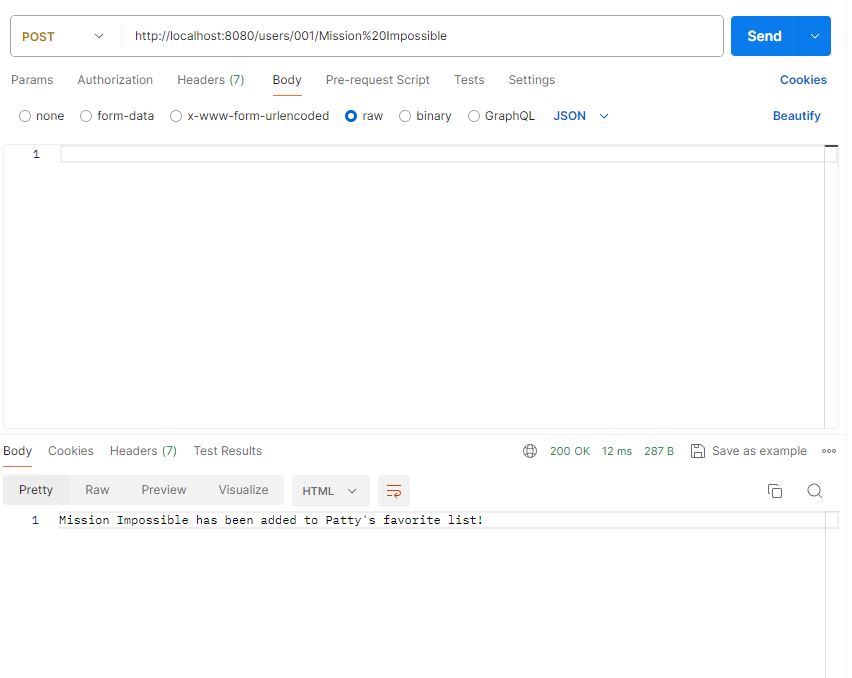 POST http://localhost:8080/users/001/Mission%20Impossible Send
Params Authorization Headers (7) Body Pre-request Script Tests Settings Cookies
none form-data x-www-form-urlencoded raw binary GraphQL JSON Beautify
1
Body Cookies Headers (7) Test Results 200 OK 12 ms 287 B Save as example
Pretty Raw Preview Visualize HTML
1 Mission Impossible has been added to Patty's favorite list!